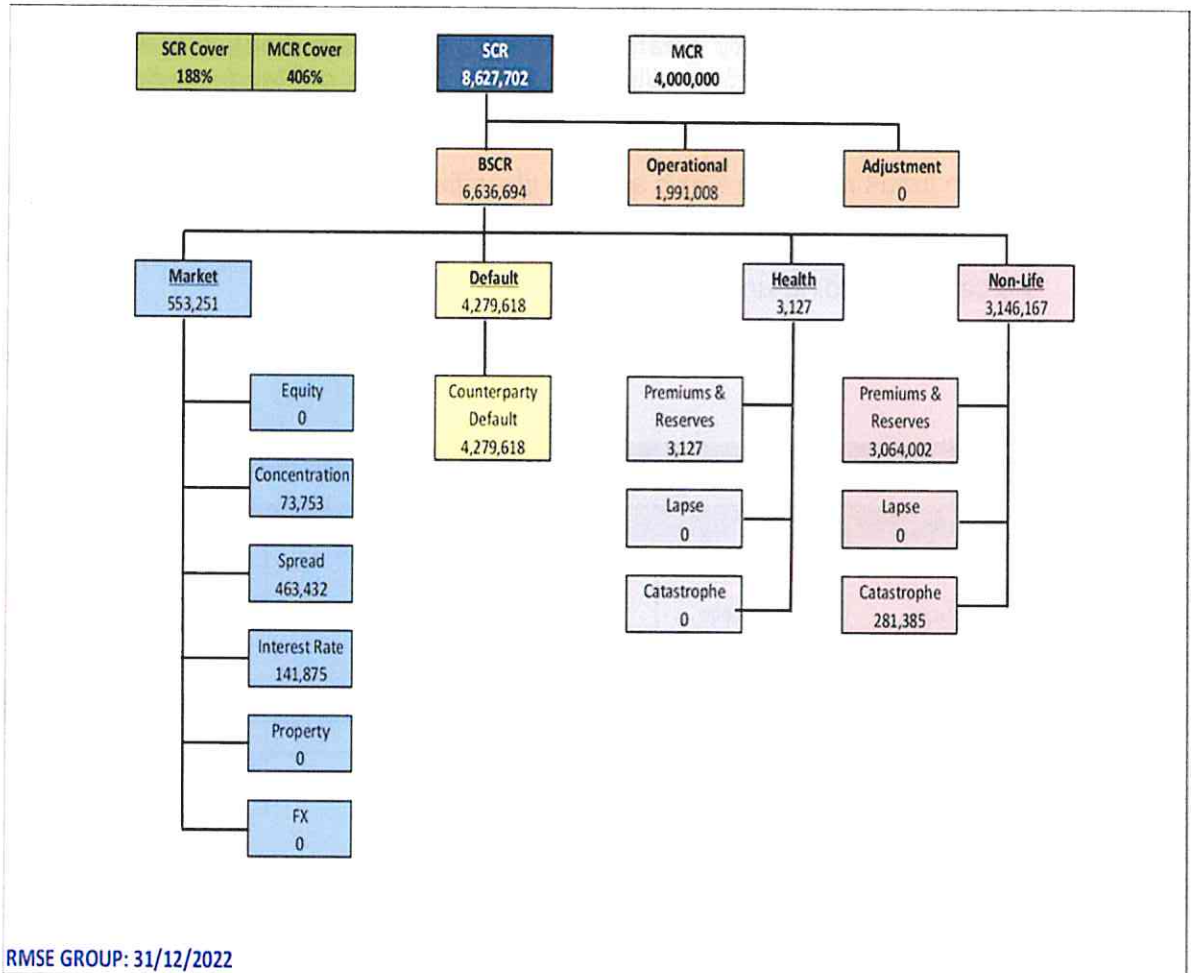 SCR Cover
188%
MCR Cover
406%
SCR
8,627,702
MCR
4,000,000
BSCR
6,636,694
Operational
1,991,008
Adjustment
0
Market
553,251
Default
4,279,618
Health
3,127
Non-Life
3,146,167
Equity
0
Concentration
73,753
Spread
463,432
Interest Rate
141,875
Property
0
FX
0
Counterparty
Default
4,279,618
Premiums &
Reserves
3,127
Lapse
0
Catastrophe
0
Premiums &
Reserves
3,064,002
Lapse
0
Catastrophe
281,385
RMSE GROUP: 31/12/2022